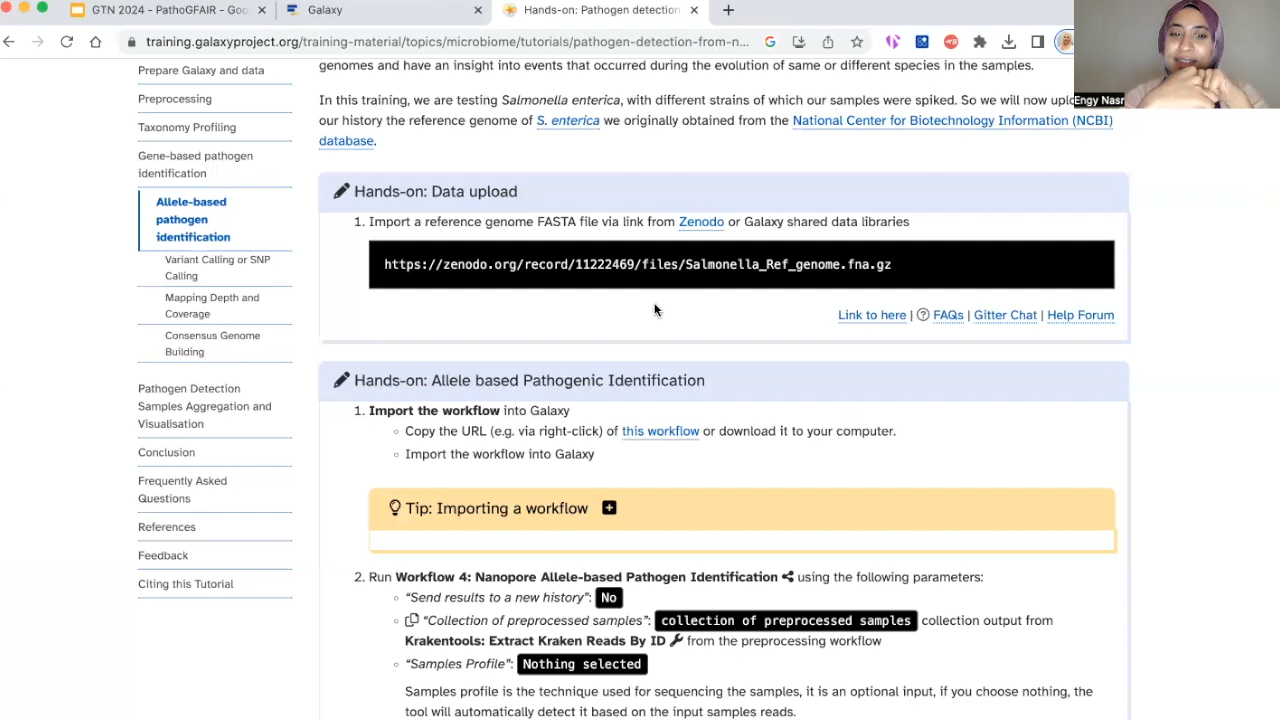 GTN 2024 - PathoGFAIR - Goo
Galaxy
Hands-on: Pathogen detection
training.galaxyproject.org/training-material/topics/microbiome/tutorials/pathogen-detection-from-n...
Engy Nasr
Prepare Galaxy and data
Preprocessing
Taxonomy Profiling
Gene-based pathogen
identification
Allele-based
pathogen
identification
Variant Calling or SNP
Calling
Mapping Depth and
Coverage
Consensus Genome
Building
Pathogen Detection
Samples Aggregation and
Visualisation
Conclusion
Frequently Asked
Questions
References
Feedback
Citing this Tutorial
genomes and have an insight into events that occurred during the evolution of same or different species in the samples.
In this training, we are testing Salmonella enterica, with different strains of which our samples were spiked. So we will now uplo
our history the reference genome of S. enterica we originally obtained from the National Center for Biotechnology Information (NCBI)
database.
Hands-on: Data upload
1. Import a reference genome FASTA file via link from Zenodo or Galaxy shared data libraries
https://zenodo.org/record/11222469/files/Salmonella_Ref_genome.fna.gz
Link to here | FAQs | Gitter Chat | Help Forum
Hands-on: Allele based Pathogenic Identification
1. Import the workflow into Galaxy
Copy the URL (e.g. via right-click) of this workflow or download it to your computer.
Import the workflow into Galaxy
Tip: Importing a workflow
2. Run Workflow 4: Nanopore Allele-based Pathogen Identification using the following parameters:
“Send results to a new history”: No
“Collection of preprocessed samples”: collection of preprocessed samples collection output from
Krakentools: Extract Kraken Reads By ID from the preprocessing workflow
“Samples Profile”: Nothing selected
Samples profile is the technique used for sequencing the samples, it is an optional input, if you choose nothing, the
tool will automatically detect it based on the input samples reads.